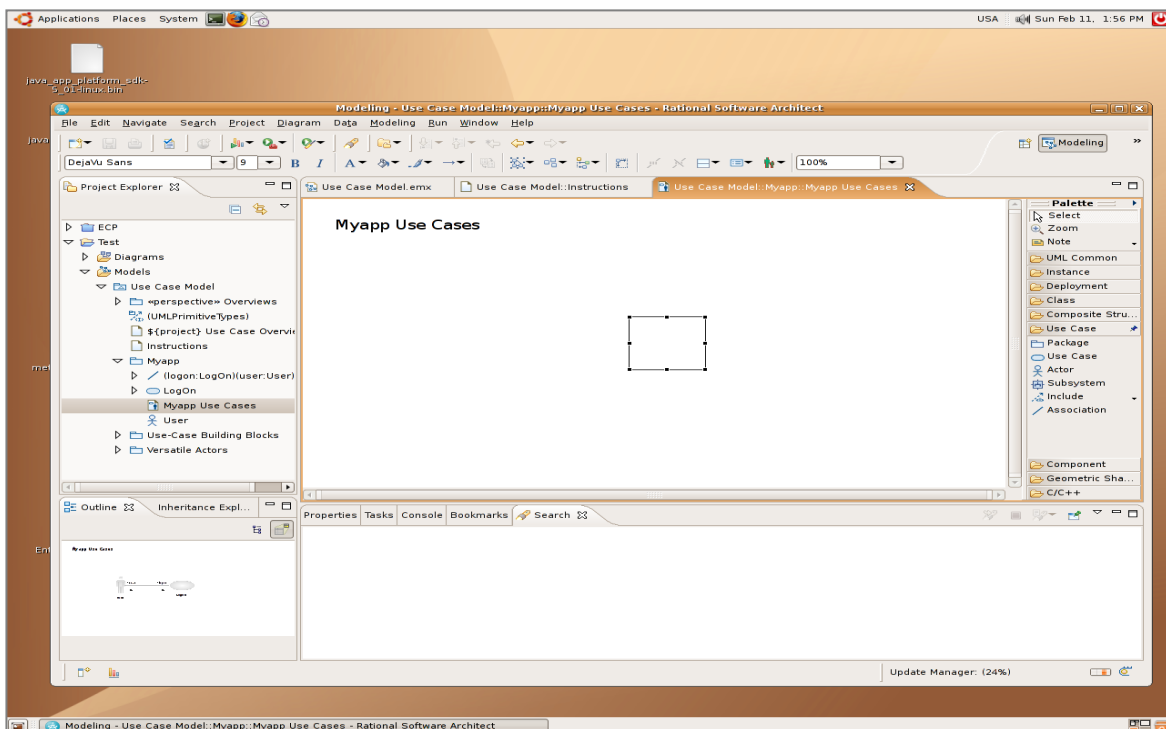 Applications Places System USA Sun Feb 11, 1:56 PM
java_app_platform_sdk-
5_01-linux.bin
Modeling - Use Case Model::Myapp::Myapp Use Cases - Rational Software Architect
File Edit Navigate Search Project Diagram Data Modeling Run Window Help
java
Modeling »
DejaVu Sans 9 B I A 100%
Project Explorer Use Case Model.emx Use Case Model::Instructions Use Case Model::Myapp::Myapp Use Cases
Myapp Use Cases
ECP
Test
Diagrams
Models
Use Case Model
«perspective» Overviews
(UMLPrimitiveTypes)
${project} Use Case Overvie
Instructions
Myapp
(logon:LogOn)(user:User)
LogOn
Myapp Use Cases
User
Use-Case Building Blocks
Versatile Actors
Palette
Select
Zoom
Note
UML Common
Instance
Deployment
Class
Composite Stru...
Use Case
Package
Use Case
Actor
Subsystem
Include
Association
Component
Geometric Sha...
C/C++
met
Outline Inheritance Expl...
Properties Tasks Console Bookmarks Search
Ent
Myapp Use Cases
Update Manager: (24%)
Modeling - Use Case Model::Myapp::Myapp Use Cases - Rational Software Architect